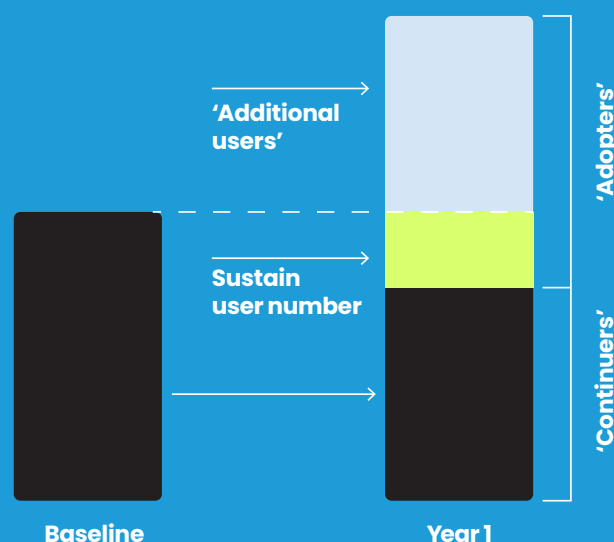 ‘Additional
users’
‘Adopters’
Sustain
user number
‘Continuers’
Baseline
Year 1